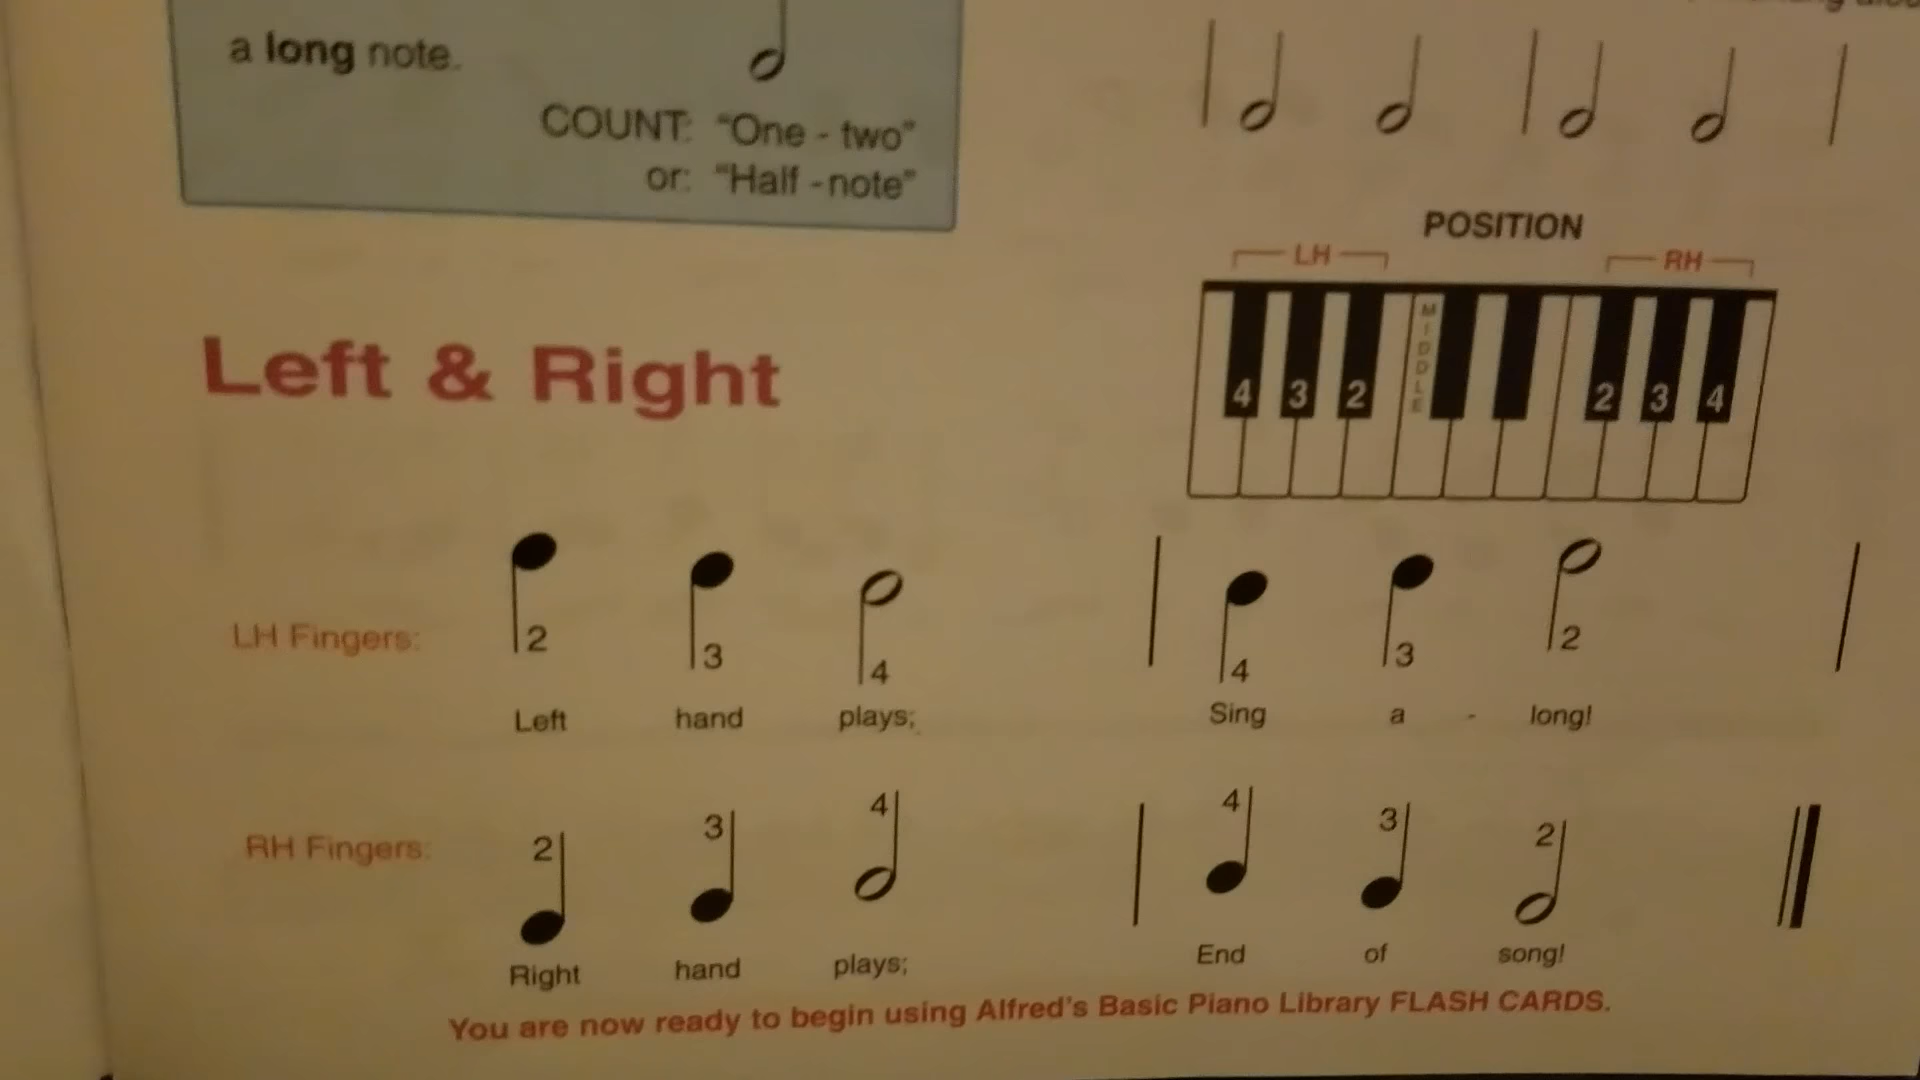 a long note.
COUNT: "One - two"
or: "Half - note"
POSITION
LH RH
MIDDLE
4 3 2 2 3 4
Left & Right
LH Fingers: 2 3 4 4 3 2
Left hand plays; Sing a - long!
RH Fingers: 2 3 4 4 3 2
Right hand plays; End of song!
You are now ready to begin using Alfred's Basic Piano Library FLASH CARDS.